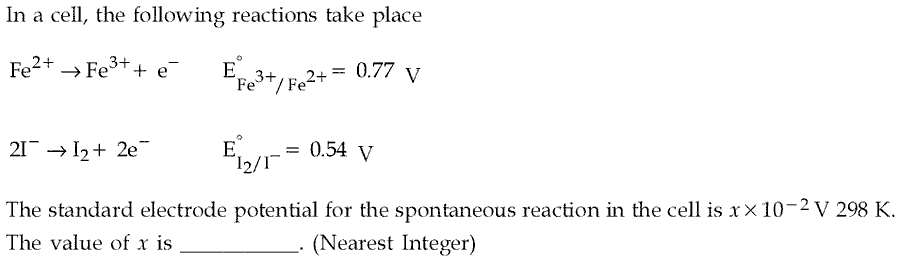 In a cell, the following reactions take place
Fe²⁺ → Fe³⁺ + e⁻ E°Fe³⁺/Fe²⁺ = 0.77 V
2I⁻ → I₂ + 2e⁻ E°I₂/I⁻ = 0.54 V
The standard electrode potential for the spontaneous reaction in the cell is x×10⁻² V 298 K.
The value of x is __________. (Nearest Integer)